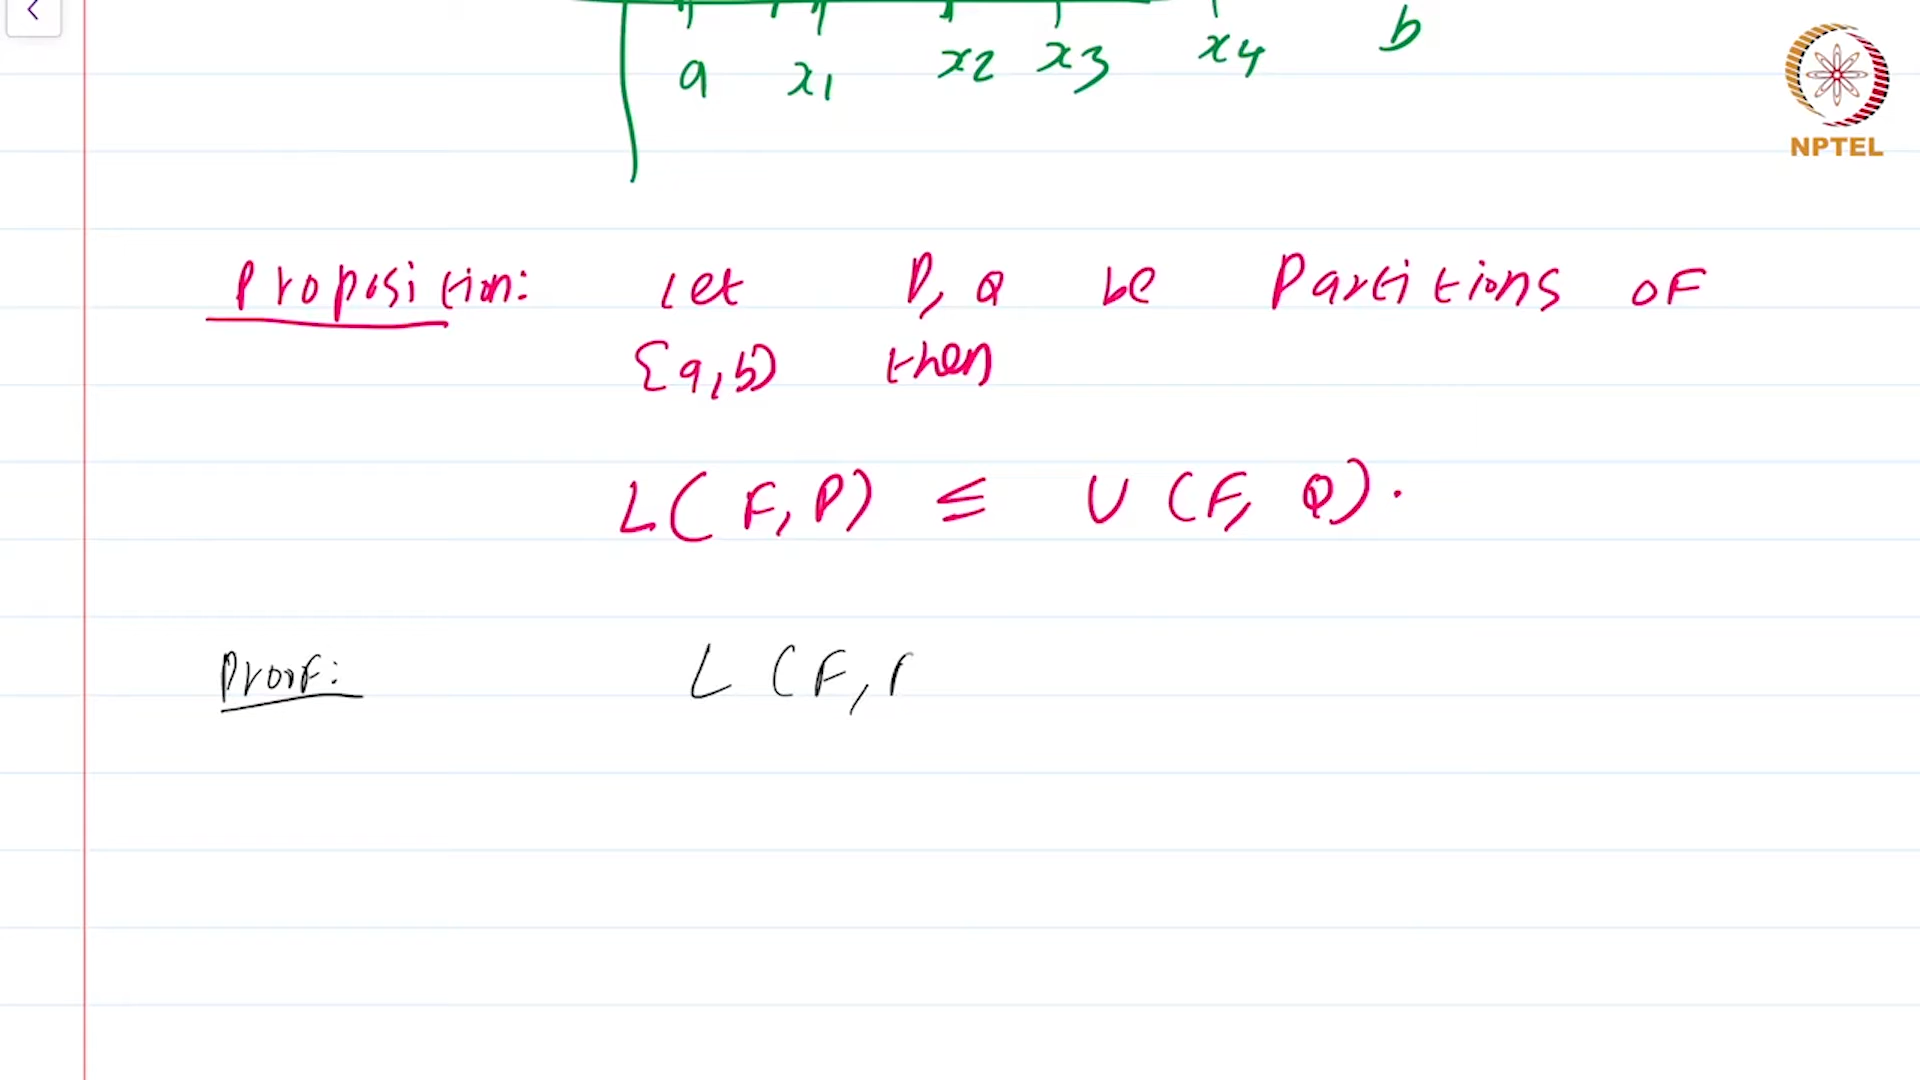 a x1 x2 x3 x4 b
NPTEL
Proposition: Let P, Q be Partitions of
[a,b] then
L(F,P) ≤ U(F, Q).
Proof: L(F,